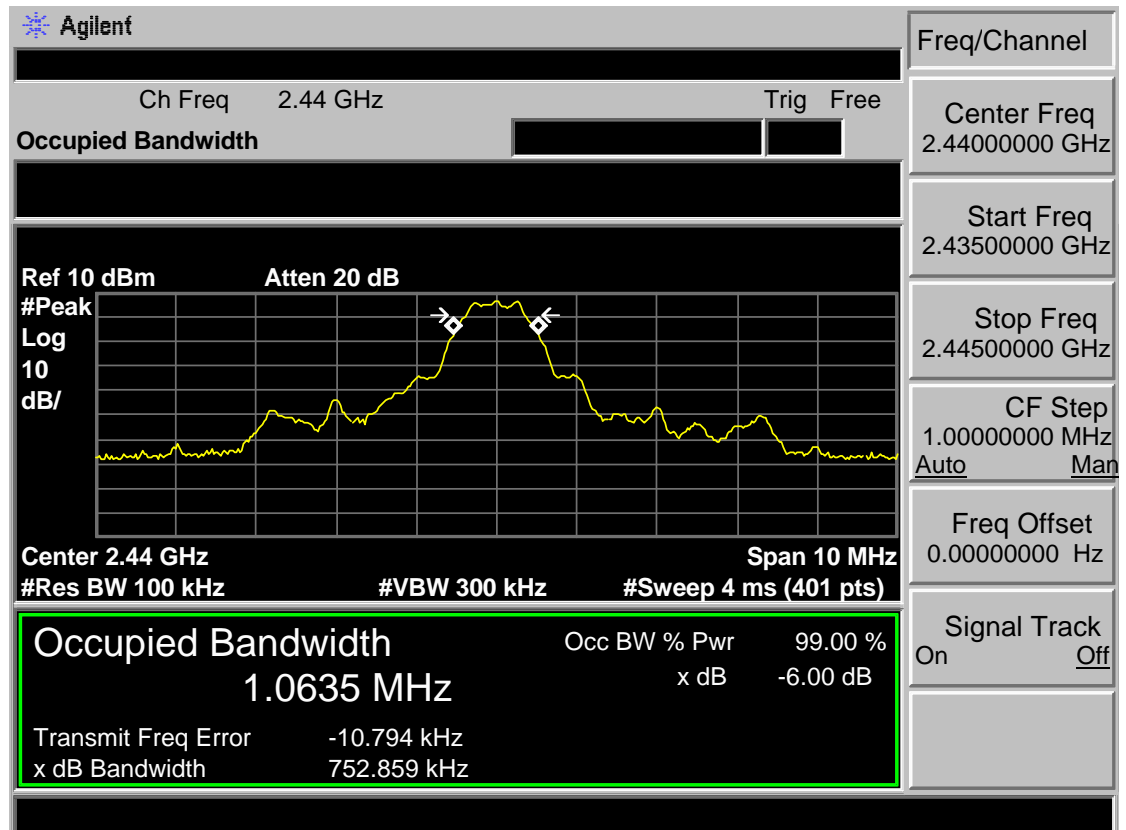 Agilent
Freq/Channel
Ch Freq 2.44 GHz Trig Free
Occupied Bandwidth
Center Freq
2.44000000 GHz
Start Freq
2.43500000 GHz
Ref 10 dBm Atten 20 dB
#Peak
Log
10
dB/
Stop Freq
2.44500000 GHz
CF Step
1.00000000 MHz
Auto Man
Freq Offset
0.00000000 Hz
Center 2.44 GHz Span 10 MHz
#Res BW 100 kHz #VBW 300 kHz #Sweep 4 ms (401 pts)
Signal Track
On Off
Occupied Bandwidth
1.0635 MHz
Occ BW % Pwr 99.00 %
x dB -6.00 dB
Transmit Freq Error -10.794 kHz
x dB Bandwidth 752.859 kHz